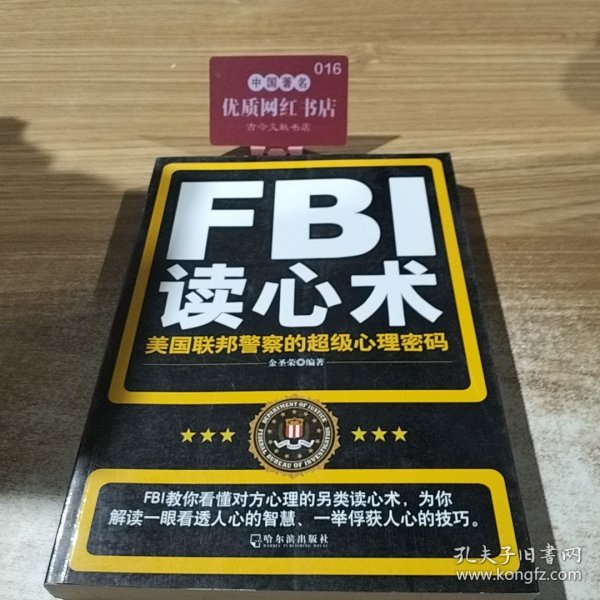 016
中国著名
优质网红书店
古今文献书店
FBI
读心术
美国联邦警察的超级心理密码
金圣荣◎编著
DEPARTMENT OF JUSTICE
FEDERAL BUREAU OF INVESTIGATION
FBI教你看懂对方心理的另类读心术，为你
解读一眼看透人心的智慧、一举俘获人心的技巧。
哈尔滨出版社
HARBIN PUBLISHING HOUSE
孔夫子旧书网
www.kongfz.com